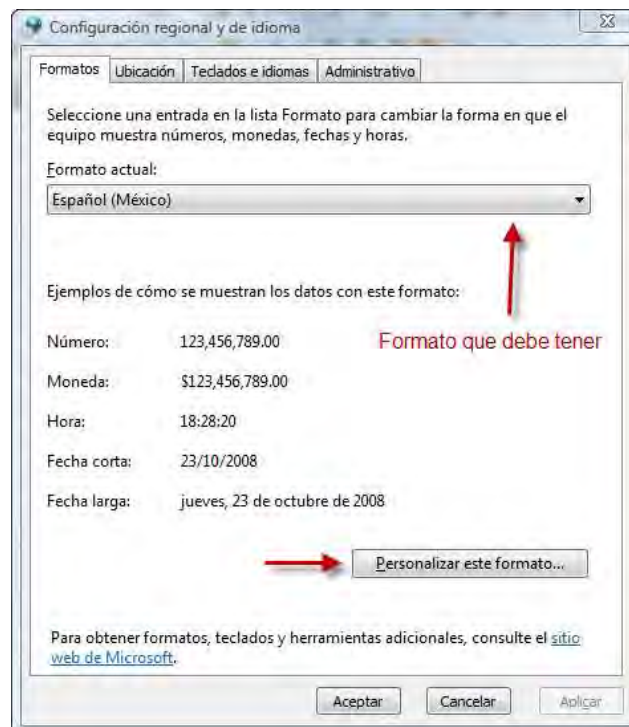 Configuración regional y de idioma
Formatos Ubicación Teclados e idiomas Administrativo
Seleccione una entrada en la lista Formato para cambiar la forma en que el
equipo muestra números, monedas, fechas y horas.
Formato actual:
Español (México)
Ejemplos de cómo se muestran los datos con este formato:
Formato que debe tener
Número: 123,456,789.00
Moneda: $123,456,789.00
Hora: 18:28:20
Fecha corta: 23/10/2008
Fecha larga: jueves, 23 de octubre de 2008
Personalizar este formato...
Para obtener formatos, teclados y herramientas adicionales, consulte el sitio
web de Microsoft.
Aceptar Cancelar Aplicar